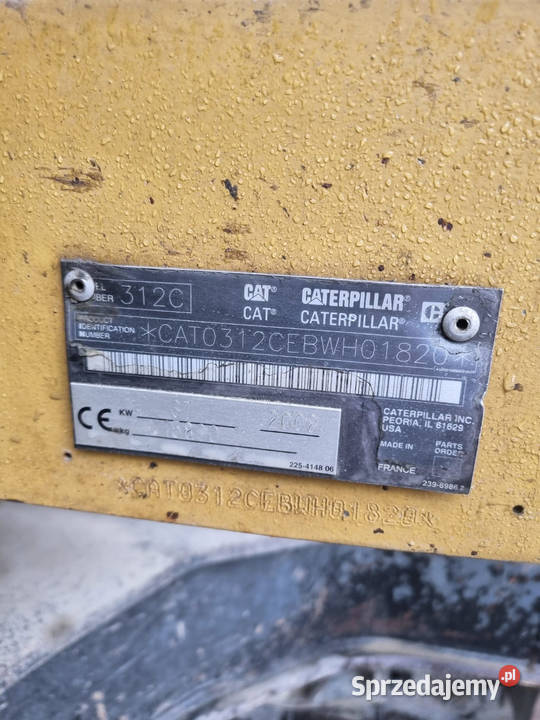 312C
CAT CATERPILLAR
CAT CATERPILLAR
PRODUCT
IDENTIFICATION
NUMBER
*CAT0312CEBWH01820*
CE
KW
2002
kg
225-4148 06
CATERPILLAR INC.
PEORIA, IL 61629
USA
MADE IN
PARTS
ORDER
FRANCE
239-8986 2
*CAT0312CEBWH01820*
Sprzedajemy.pl